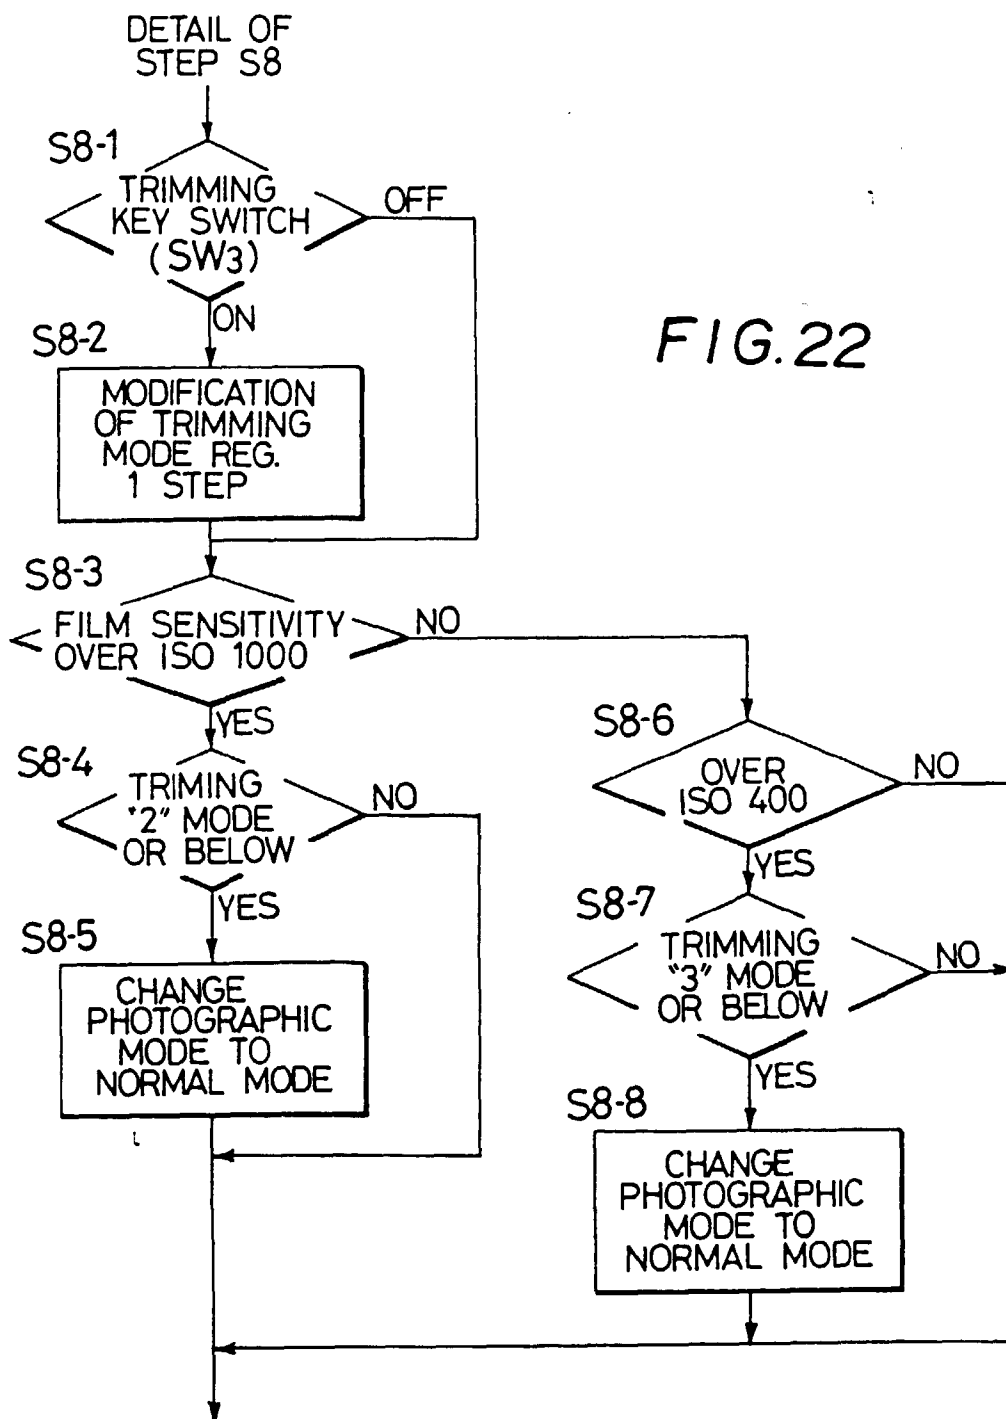 DETAIL OF
STEP S8
S8-1
TRIMMING
KEY SWITCH
(SW3)
OFF
ON
S8-2
MODIFICATION
OF TRIMMING
MODE REG.
1 STEP
FIG.22
S8-3
FILM SENSITIVITY
OVER ISO 1000
NO
YES
S8-4
TRIMING
"2" MODE
OR BELOW
NO
YES
S8-5
CHANGE
PHOTOGRAPHIC
MODE TO
NORMAL MODE
S8-6
OVER
ISO 400
NO
YES
S8-7
TRIMMING
"3" MODE
OR BELOW
NO
YES
S8-8
CHANGE
PHOTOGRAPHIC
MODE TO
NORMAL MODE